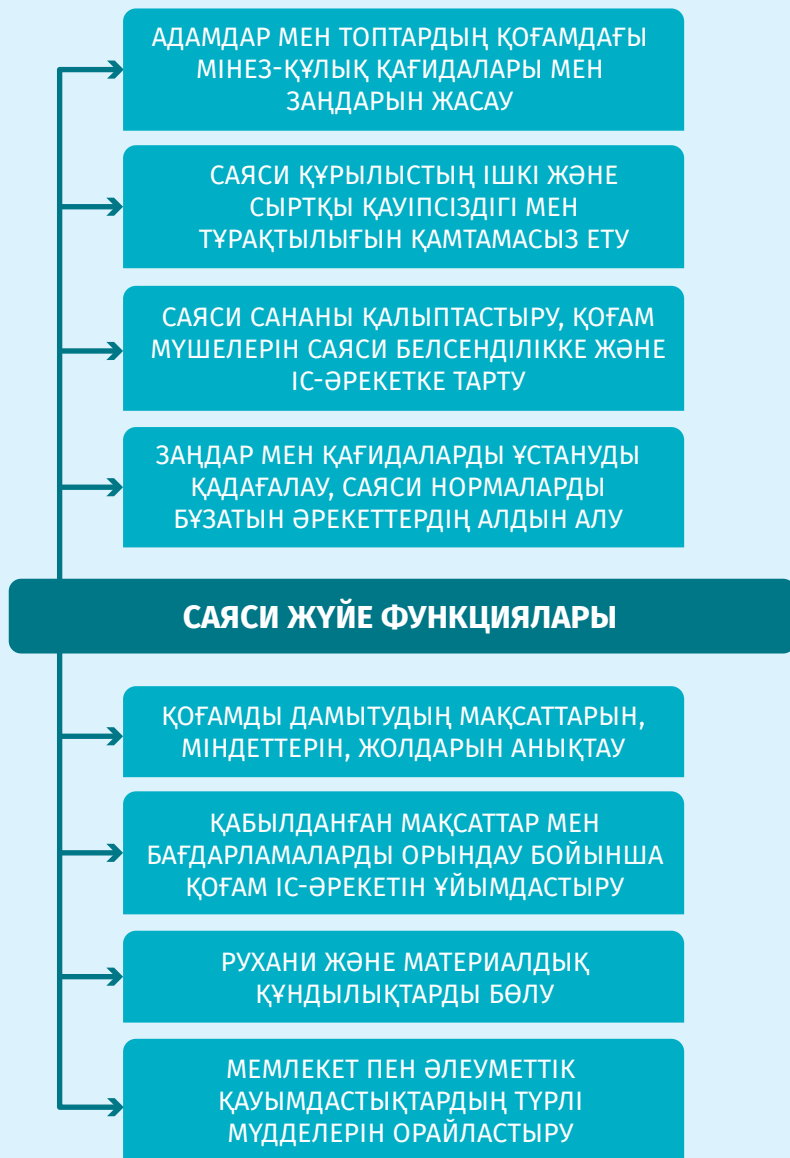 АДАМДАР МЕН ТОПТАРДЫҢ ҚОҒАМДАҒЫ
МІНЕЗ-ҚҰЛЫҚ ҚАҒИДАЛАРЫ МЕН
ЗАҢДАРЫН ЖАСАУ
САЯСИ ҚҰРЫЛЫСТЫҢ ІШКІ ЖӘНЕ
СЫРТҚЫ ҚАУІПСІЗДІГІ МЕН
ТҰРАҚТЫЛЫҒЫН ҚАМТАМАСЫЗ ЕТУ
САЯСИ САНАНЫ ҚАЛЫПТАСТЫРУ, ҚОҒАМ
МҮШЕЛЕРІН САЯСИ БЕЛСЕНДІЛІККЕ ЖӘНЕ
ІС-ӘРЕКЕТКЕ ТАРТУ
ЗАҢДАР МЕН ҚАҒИДАЛАРДЫ ҰСТАНУДЫ
ҚАДАҒАЛАУ, САЯСИ НОРМАЛАРДЫ
БҰЗАТЫН ӘРЕКЕТТЕРДІҢ АЛДЫН АЛУ
САЯСИ ЖҮЙЕ ФУНКЦИЯЛАРЫ
ҚОҒАМДЫ ДАМЫТУДЫҢ МАҚСАТТАРЫН,
МІНДЕТТЕРІН, ЖОЛДАРЫН АНЫҚТАУ
ҚАБЫЛДАНҒАН МАҚСАТТАР МЕН
БАҒДАРЛАМАЛАРДЫ ОРЫНДАУ БОЙЫНША
ҚОҒАМ ІС-ӘРЕКЕТІН ҰЙЫМДАСТЫРУ
РУХАНИ ЖӘНЕ МАТЕРИАЛДЫҚ
ҚҰНДЫЛЫҚТАРДЫ БӨЛУ
МЕМЛЕКЕТ ПЕН ӘЛЕУМЕТТІК
ҚАУЫМДАСТЫҚТАРДЫҢ ТҮРЛІ
МҮДДЕЛЕРІН ОРАЙЛАСТЫРУ